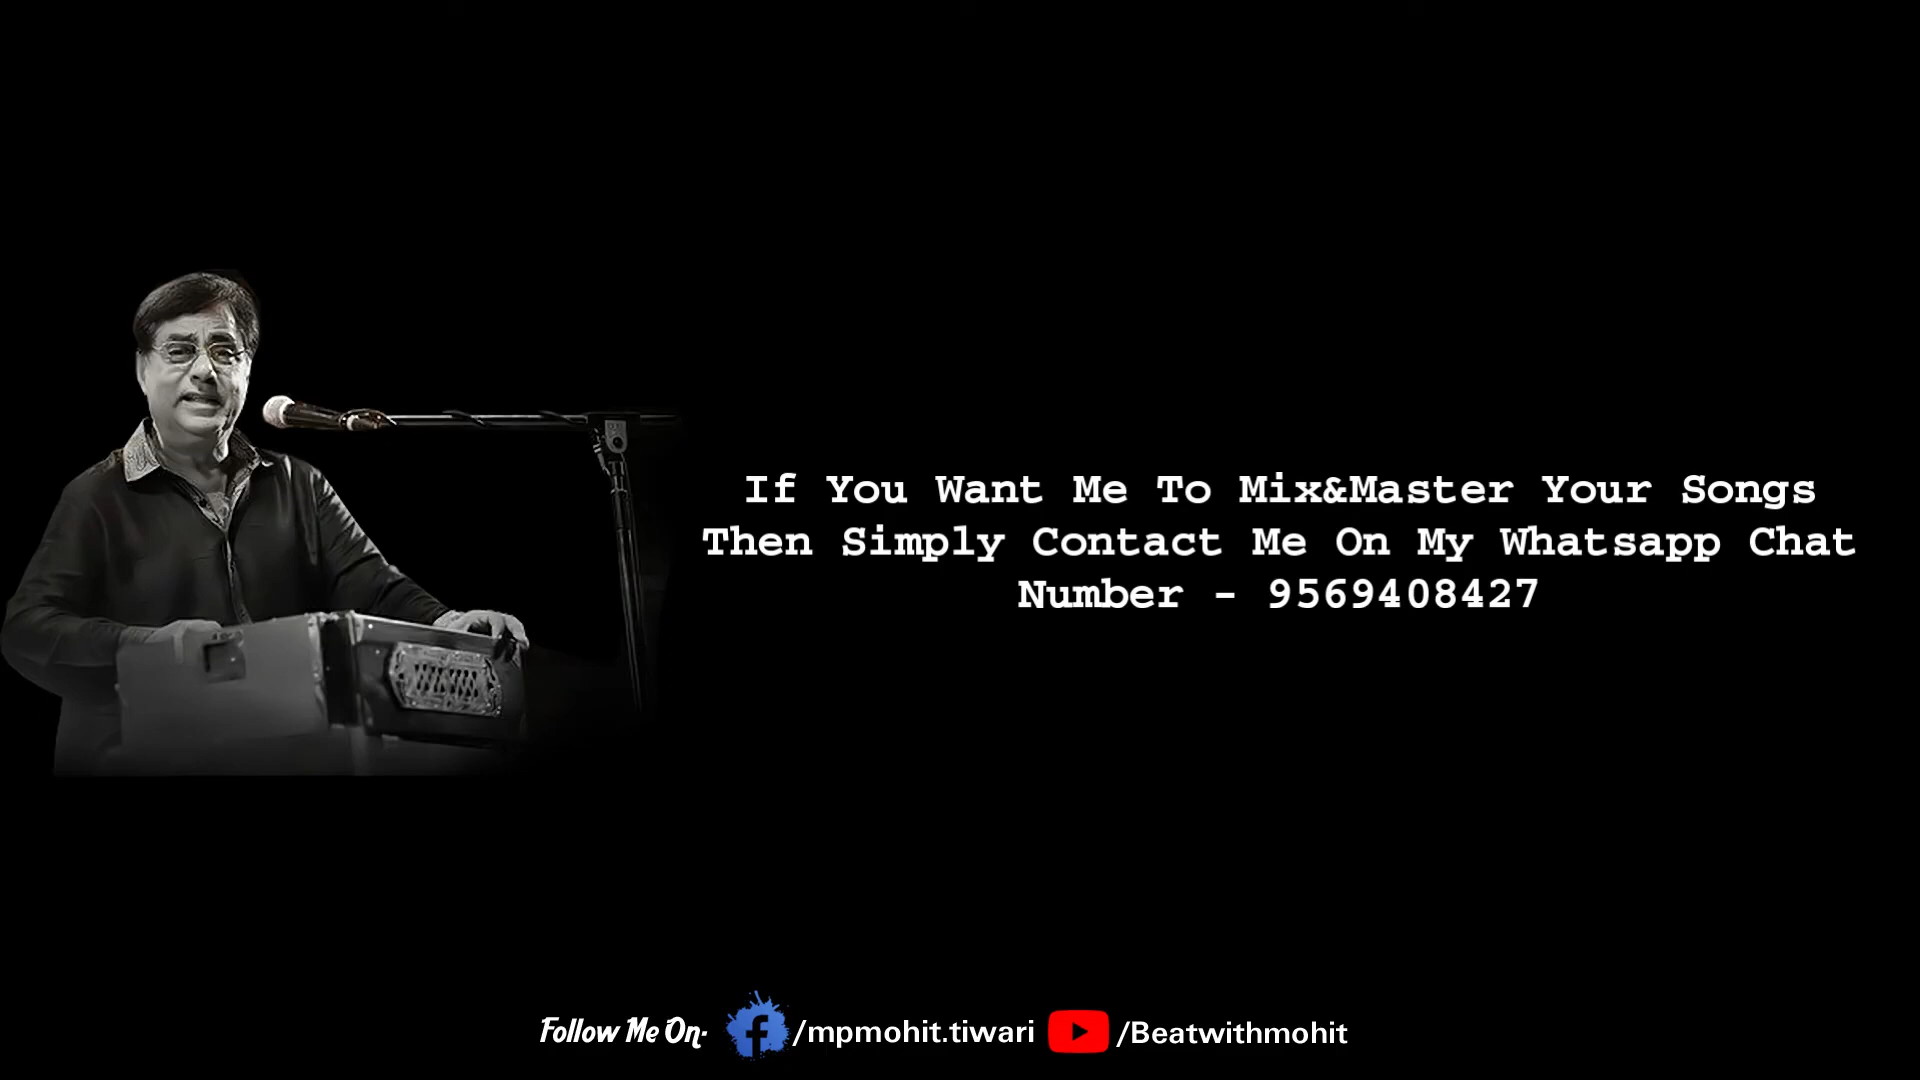 If You Want Me To Mix&Master Your Songs
Then Simply Contact Me On My Whatsapp Chat
Number - 9569408427
Follow Me On- /mpmohit.tiwari /Beatwithmohit